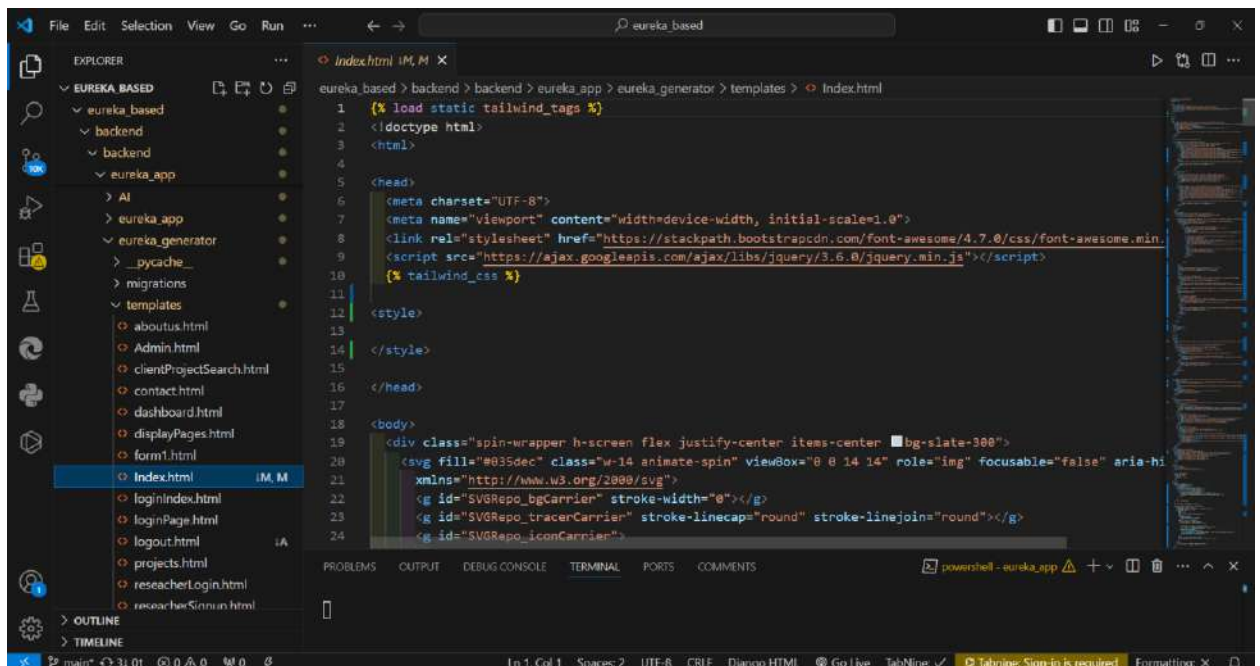 File Edit Selection View Go Run ··· eureka_based
EXPLORER ···
EUREKA_BASED
eureka_based
backend
backend
eureka_app
AI
eureka_app
eureka_generator
__pycache__
migrations
templates
aboutus.html
Admin.html
clientProjectSearch.html
contact.html
dashboard.html
displayPages.html
form1.html
Index.html ↓M, M
loginIndex.html
loginPage.html
logout.html ↓A
projects.html
reseacherLogin.html
reseacherSignup.html
OUTLINE
TIMELINE
10K
1
Index.html ↓M, M
eureka_based > backend > backend > eureka_app > eureka_generator > templates > Index.html
1 {% load static tailwind_tags %}
2 <!doctype html>
3 <html>
4
5 <head>
6 <meta charset="UTF-8">
7 <meta name="viewport" content="width=device-width, initial-scale=1.0">
8 <link rel="stylesheet" href="https://stackpath.bootstrapcdn.com/font-awesome/4.7.0/css/font-awesome.min.
9 <script src="https://ajax.googleapis.com/ajax/libs/jquery/3.6.0/jquery.min.js"></script>
10 {% tailwind_css %}
11
12 <style>
13
14 </style>
15
16 </head>
17
18 <body>
19 <div class="spin-wrapper h-screen flex justify-center items-center bg-slate-300">
20 <svg fill="#035dec" class="w-14 animate-spin" viewBox="0 0 14 14" role="img" focusable="false" aria-hi
21 xmlns="http://www.w3.org/2000/svg">
22 <g id="SVGRepo_bgCarrier" stroke-width="0"></g>
23 <g id="SVGRepo_tracerCarrier" stroke-linecap="round" stroke-linejoin="round"></g>
24 <g id="SVGRepo_iconCarrier">
PROBLEMS OUTPUT DEBUG CONSOLE TERMINAL PORTS COMMENTS powershell - eureka_app
main* 3↓ 0↑ 0 0 0 Ln 1, Col 1 Spaces: 2 UTF-8 CRLF Django HTML Go Live TabNine Tabnine: Sign-in is required Formatting: X